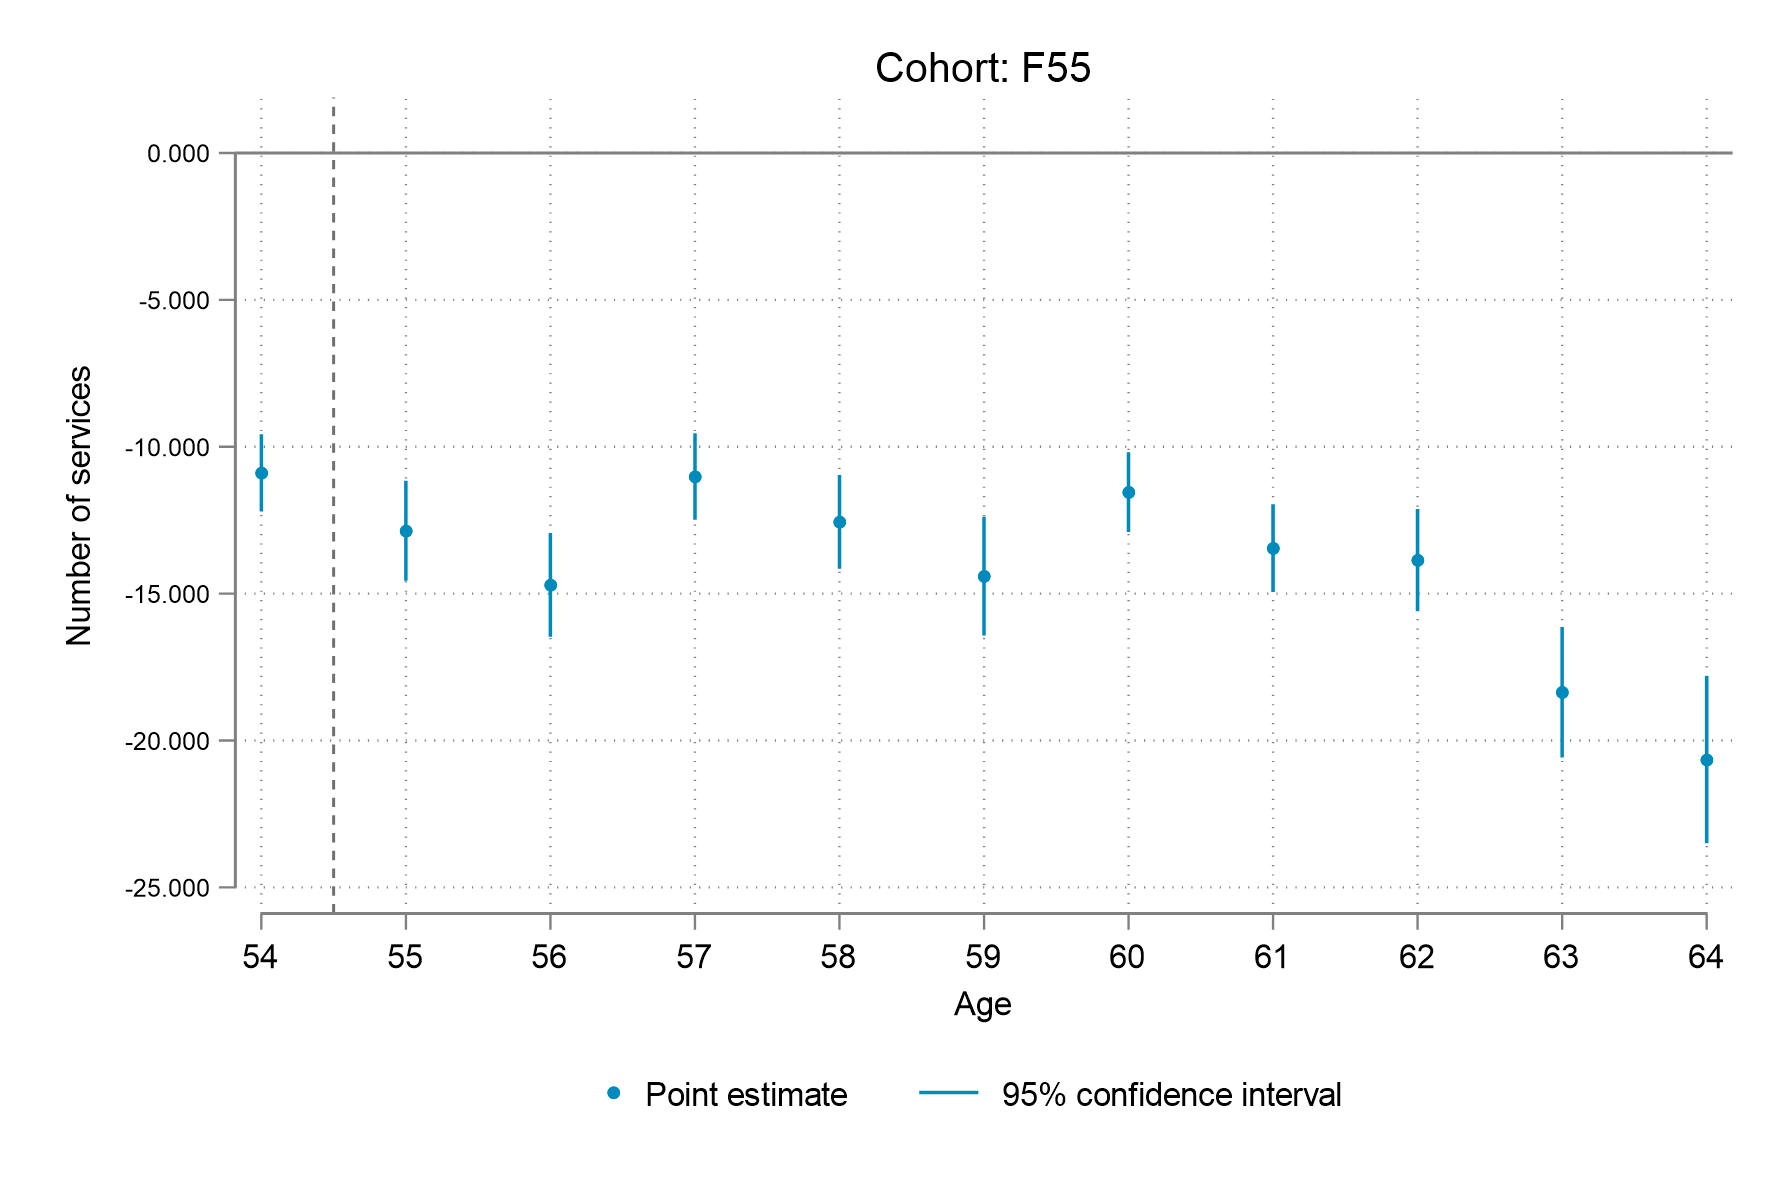 Cohort: F55
0.000
-5.000
-10.000
-15.000
-20.000
-25.000
Number of services
54 55 56 57 58 59 60 61 62 63 64
Age
Point estimate 95% confidence interval